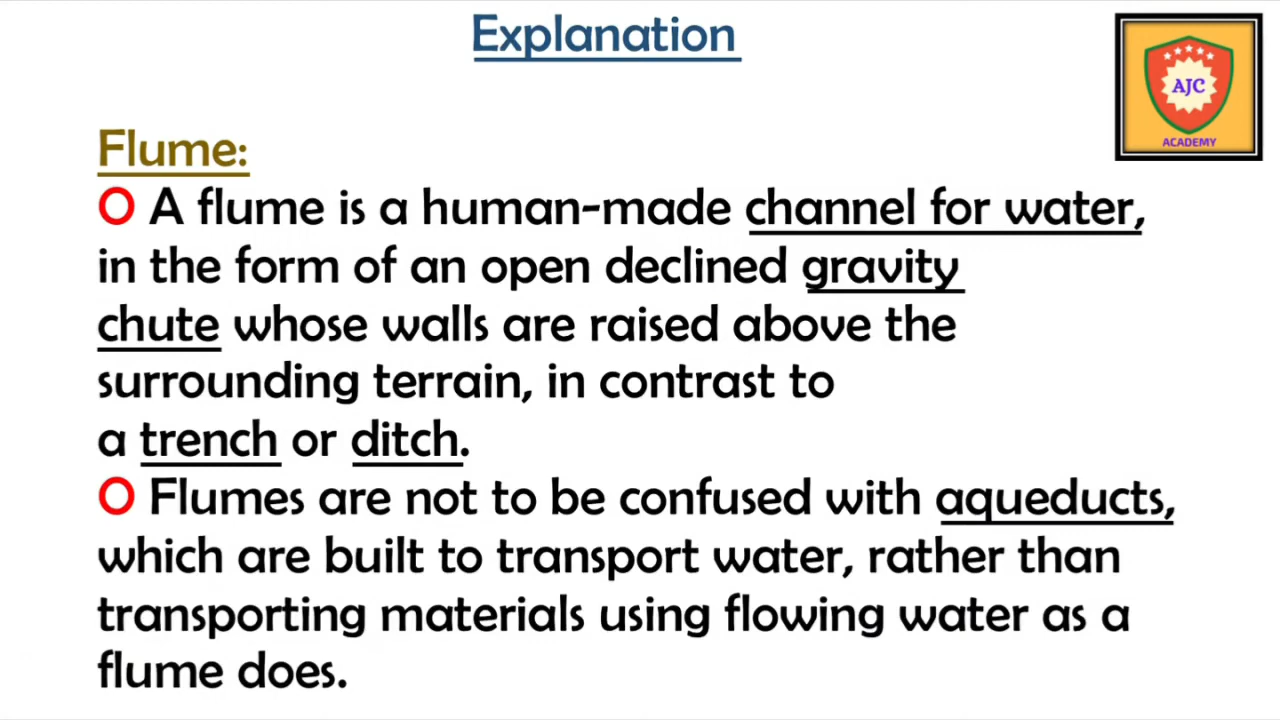 Explanation
AJC
ACADEMY
Flume:
O A flume is a human-made channel for water,
in the form of an open declined gravity
chute whose walls are raised above the
surrounding terrain, in contrast to
a trench or ditch.
O Flumes are not to be confused with aqueducts,
which are built to transport water, rather than
transporting materials using flowing water as a
flume does.